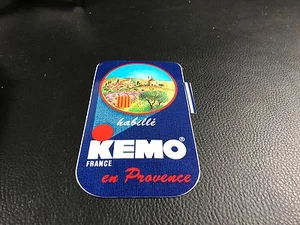 habillé
KEMO®
FRANCE
en Provence